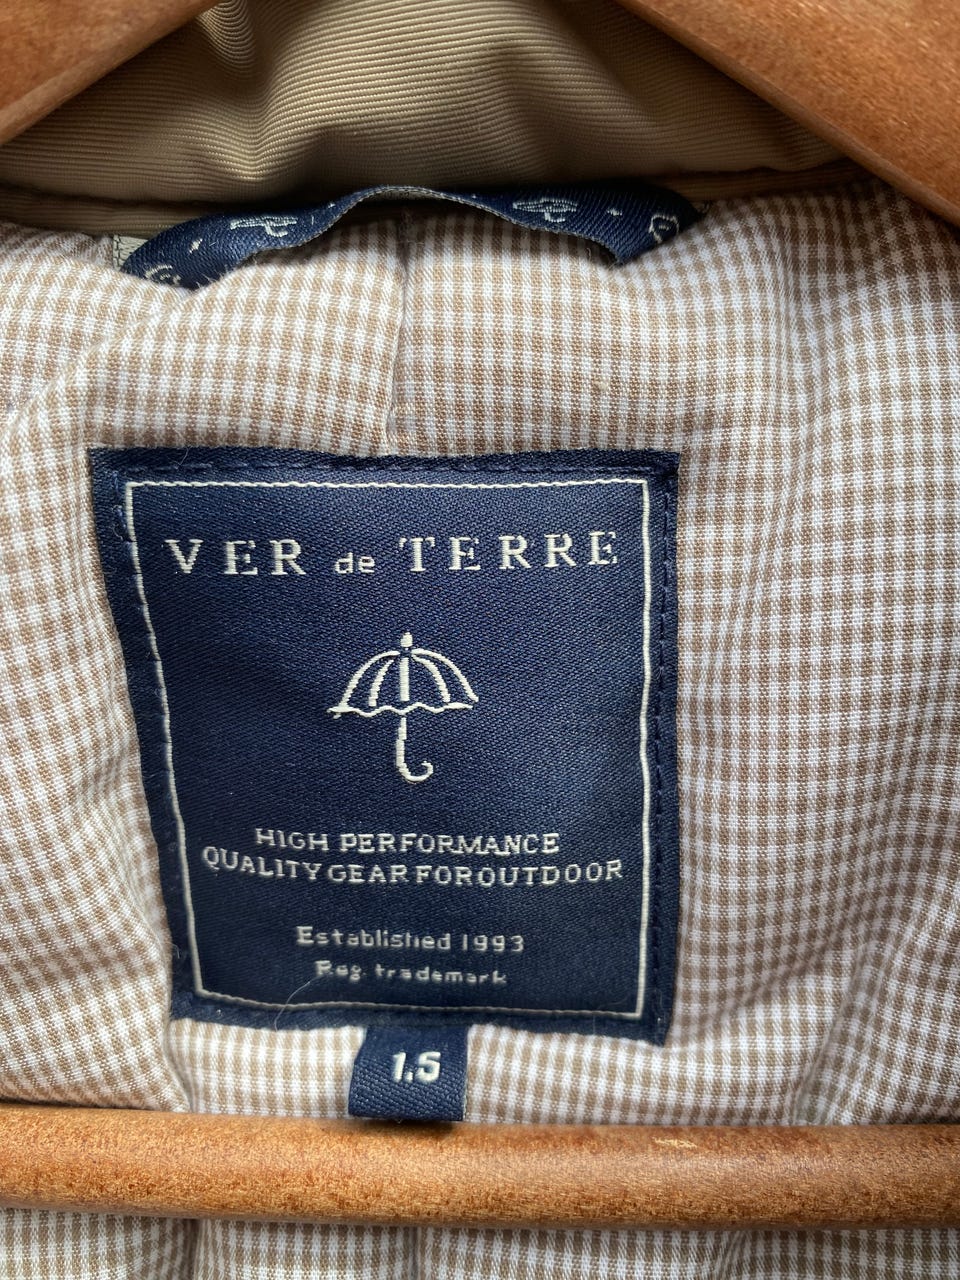 VER de TERRE
HIGH PERFORMANCE
QUALITY GEAR FOR OUTDOOR
Established 1993
Reg. trademark
1.5